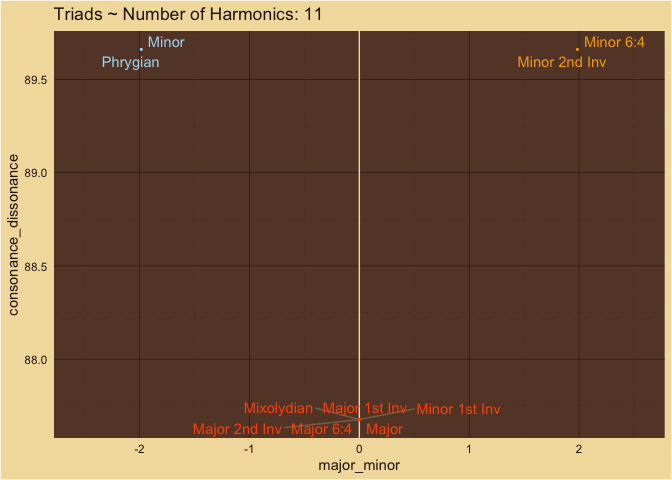 Triads ~ Number of Harmonics: 11
Minor
Minor 6:4
Phrygian
Minor 2nd Inv
89.5
89.0
88.5
88.0
consonance_dissonance
Mixolydian
Major 1st Inv
Minor 1st Inv
Major 2nd Inv
Major 6:4
Major
-2
-1
0
1
2
major_minor